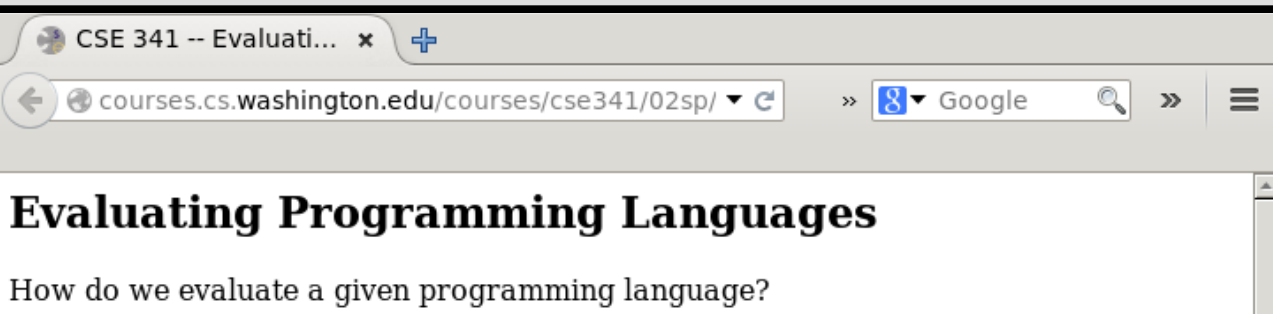 CSE 341 -- Evaluati...
courses.cs.washington.edu/courses/cse341/02sp/
» 8 Google »
Evaluating Programming Languages
How do we evaluate a given programming language?